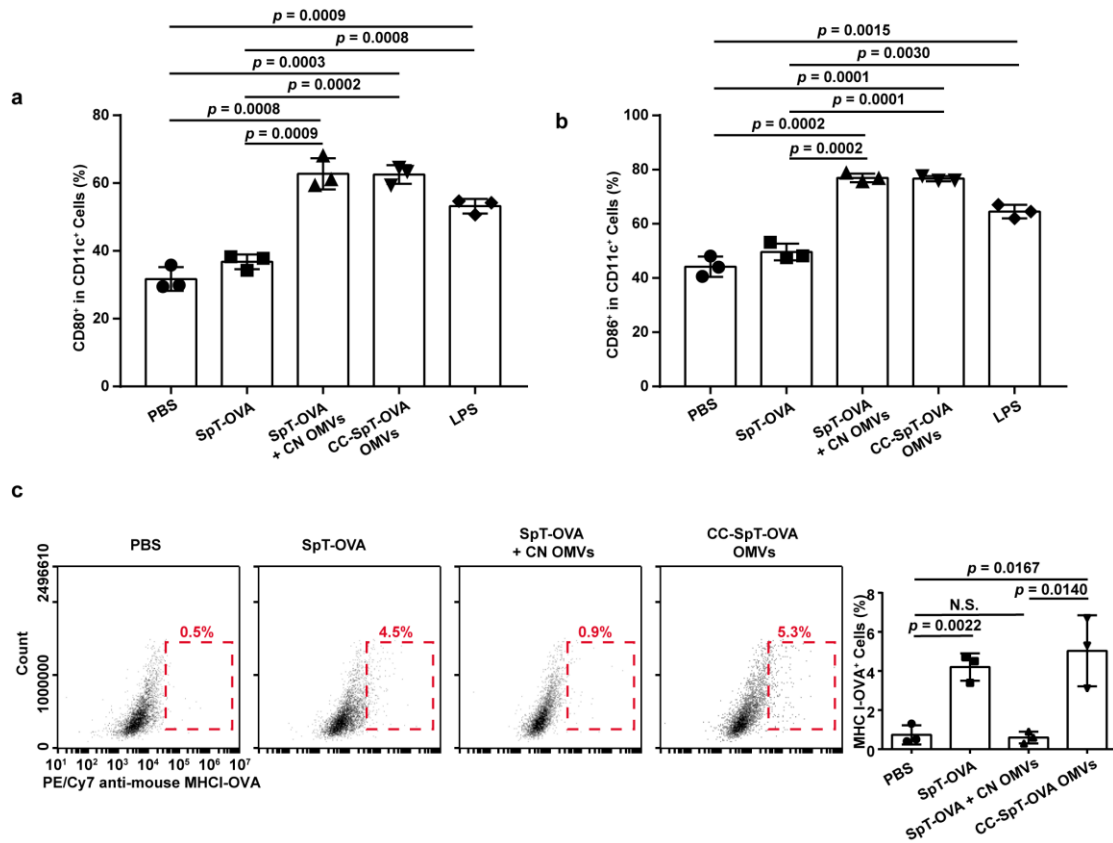 a
p = 0.0009
p = 0.0008
p = 0.0003
p = 0.0002
p = 0.0008
p = 0.0009
CD80⁺ in CD11c⁺ Cells (%)
80
60
40
20
0
PBS
SpT-OVA
SpT-OVA
+ CN OMVs
CC-SpT-OVA
OMVs
LPS
b
p = 0.0015
p = 0.0030
p = 0.0001
p = 0.0001
p = 0.0002
p = 0.0002
CD86⁺ in CD11c⁺ Cells (%)
100
80
60
40
20
0
PBS
SpT-OVA
SpT-OVA
+ CN OMVs
CC-SpT-OVA
OMVs
LPS
c
PBS
SpT-OVA
SpT-OVA
+ CN OMVs
CC-SpT-OVA
OMVs
0.5%
4.5%
0.9%
5.3%
Count
2496610
1000000
0
10¹ 10² 10³ 10⁴ 10⁵ 10⁶ 10⁷
PE/Cy7 anti-mouse MHCI-OVA
p = 0.0167
p = 0.0140
N.S.
p = 0.0022
MHC I-OVA⁺ Cells (%)
8
6
4
2
0
PBS
SpT-OVA
SpT-OVA + CN OMVs
CC-SpT-OVA OMVs